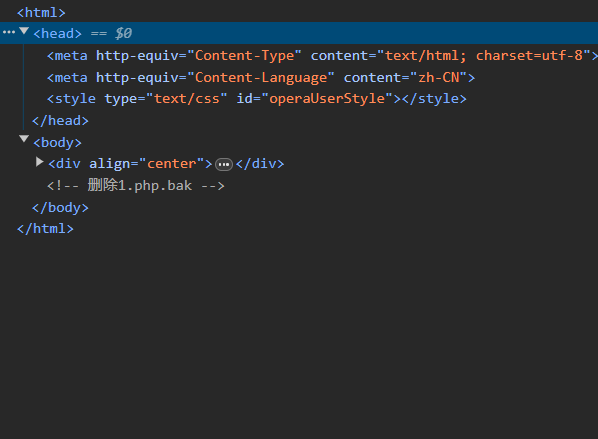 <html>
<head> == $0
<meta http-equiv="Content-Type" content="text/html; charset=utf-8">
<meta http-equiv="Content-Language" content="zh-CN">
<style type="text/css" id="operaUserStyle"></style>
</head>
<body>
<div align="center">…</div>
<!-- 删除1.php.bak -->
</body>
</html>